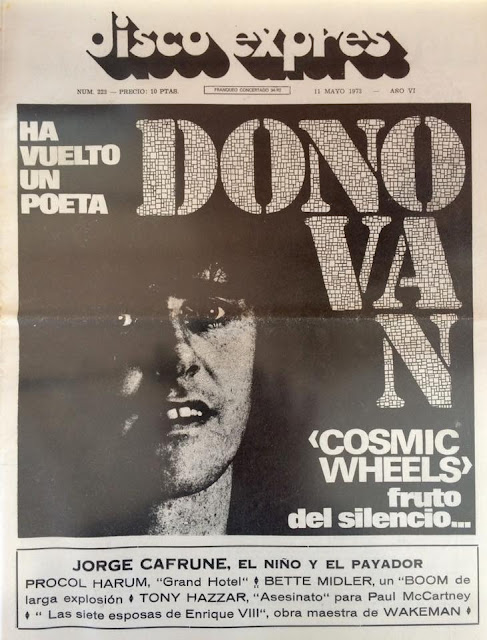 disco expres
NUM. 223 — PRECIO: 10 PTAS.
FRANQUEO CONCERTADO
11 MAYO 1973 — AÑO VI
HA
VUELTO
UN
POETA
DONO
VA
N
‹COSMIC
WHEELS›
fruto
del silencio...
JORGE CAFRUNE, EL NIÑO Y EL PAYADOR
PROCOL HARUM, "Grand Hotel" ♦ BETTE MIDLER, un "BOOM de
larga explosión ♦ TONY HAZZAR, "Asesinato" para Paul McCartney
♦ " Las siete esposas de Enrique VIII", obra maestra de WAKEMAN ♦